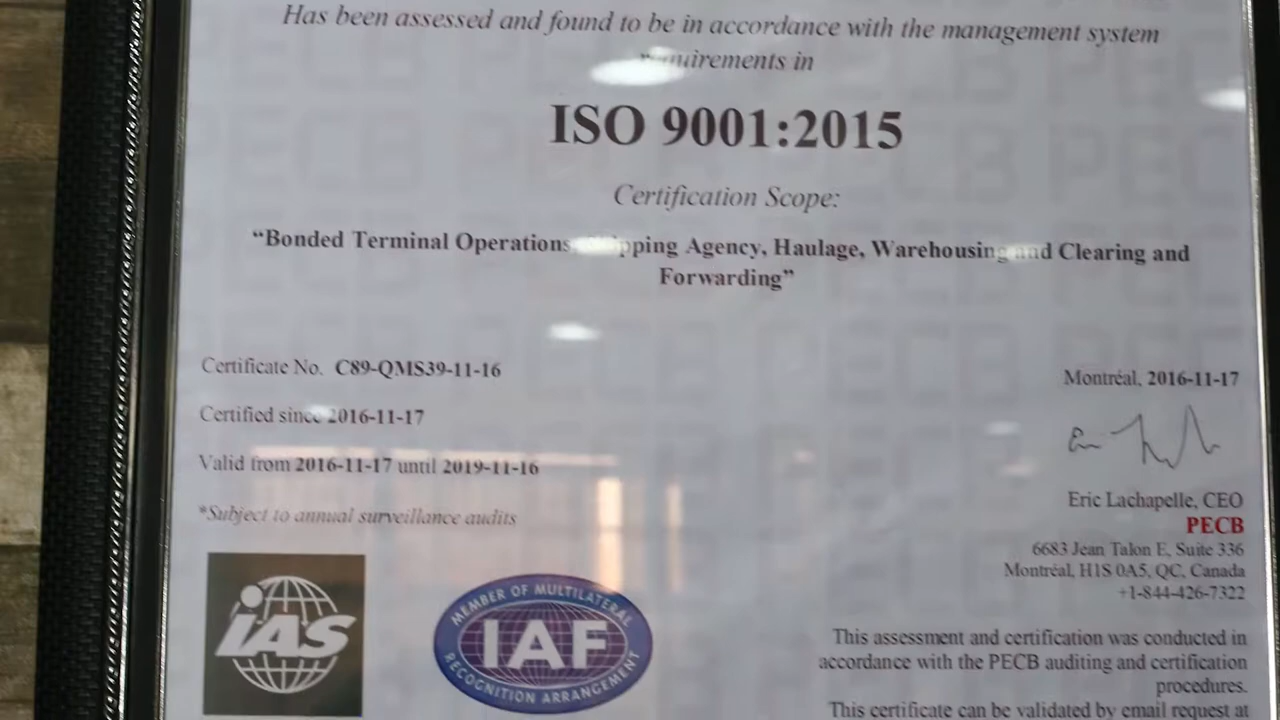 Has been assessed and found to be in accordance with the management system
in
ISO 9001:2015
Certification Scope:
“Bonded Terminal Operations, Agency, Haulage, Warehousing and Clearing and
Forwarding”
Certificate No. C89-QMS39-11-16
Montréal, 2016-11-17
Certified since 2016-11-17
Valid from 2016-11-17 until 2019-11-16
*Subject to annual surveillance audits
Eric Lachapelle, CEO
PECB
6683 Jean Talon E, Suite 336
Montréal, H1S 0A5, QC, Canada
+1-844-426-7322
IAS
MEMBER OF MULTILATERAL
IAF
RECOGNITION ARRANGEMENT
This assessment and certification was conducted in
accordance with the PECB auditing and certification
procedures.
This certificate can be validated by email request at